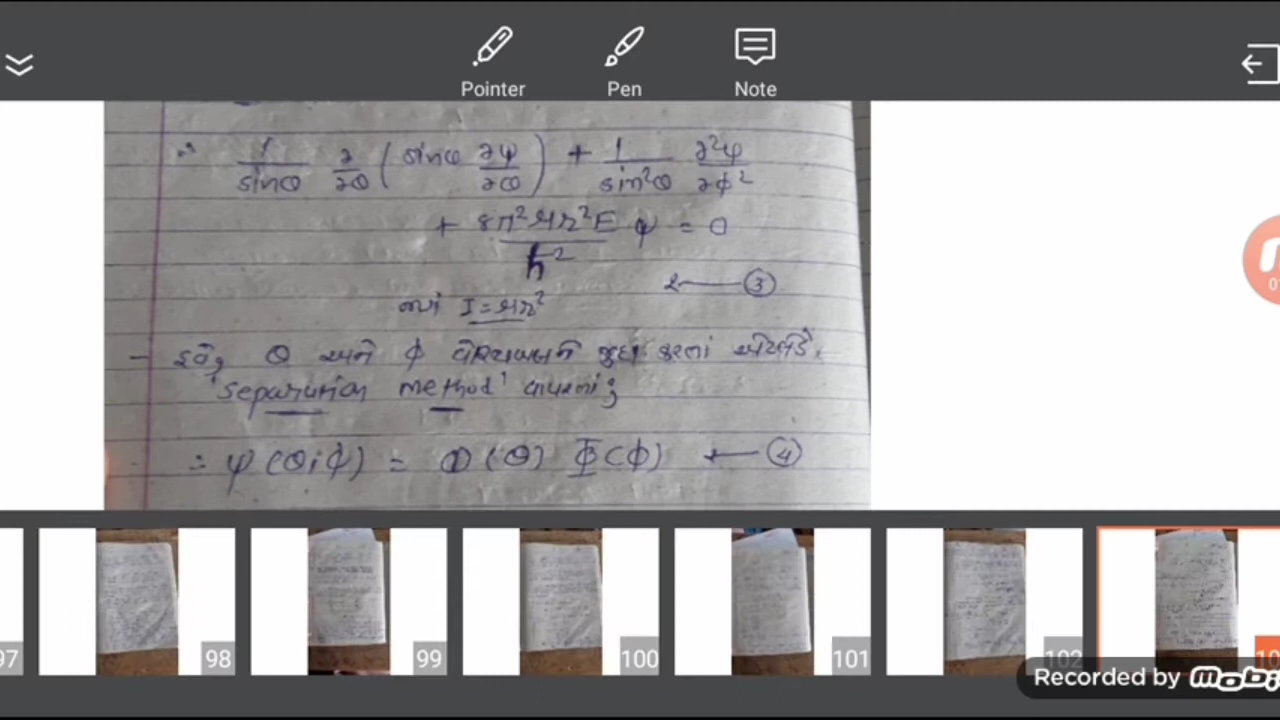 Pointer
Pen
Note
∴ 1/sinθ ∂/∂θ (sinθ ∂ψ/∂θ) + 1/sin²θ ∂²ψ/∂φ²
+ 8π²μr²E/h² ψ = 0
③
જ્યાં I = μr²
- હવે, θ અને φ જુદા કરતાં એટલે કે,
'separation method' વાપરતાં;
∴ ψ(θ,φ) = Θ(θ) Φ(φ) ④
97
98
99
100
101
102
Recorded by